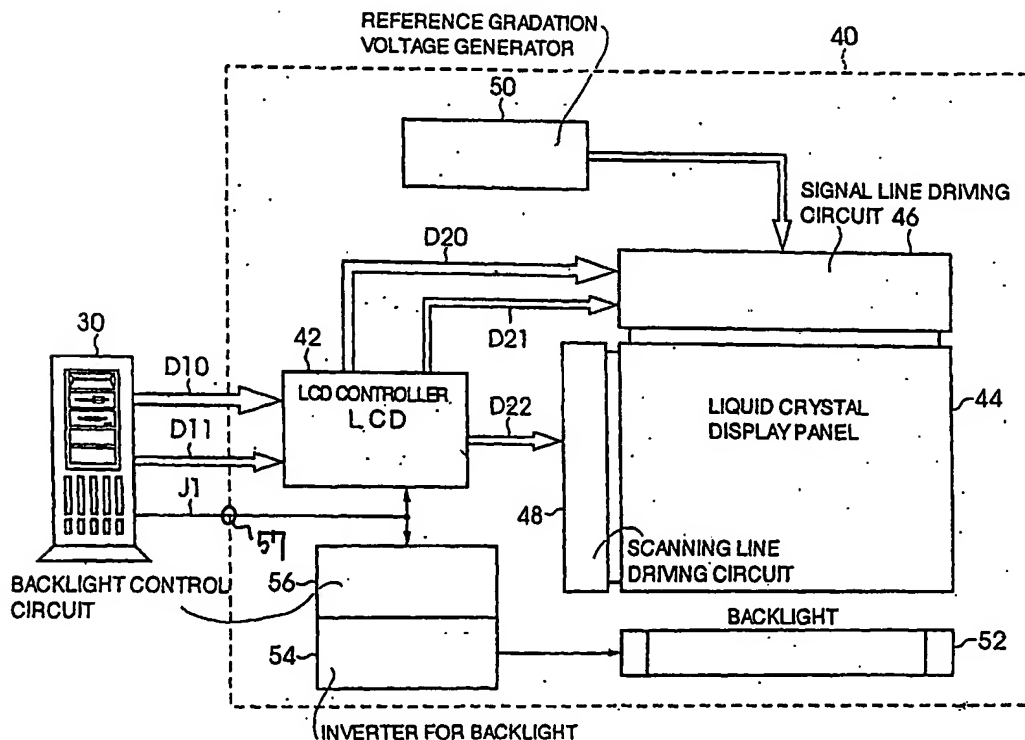 REFERENCE GRADATION
VOLTAGE GENERATOR
40
50
SIGNAL LINE DRIVING
CIRCUIT 46
D20
D21
30
42
D10
LCD CONTROLLER
LCD
D22
LIQUID CRYSTAL
DISPLAY PANEL
44
D11
J1
57
48
SCANNING LINE
DRIVING CIRCUIT
BACKLIGHT CONTROL
CIRCUIT
56
BACKLIGHT
54
52
INVERTER FOR BACKLIGHT